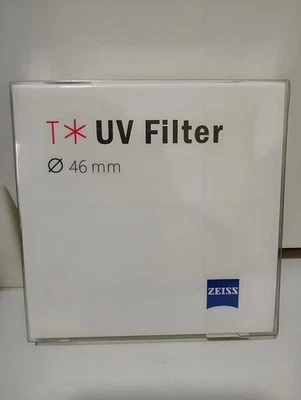 T* UV Filter
Ø 46 mm
ZEISS